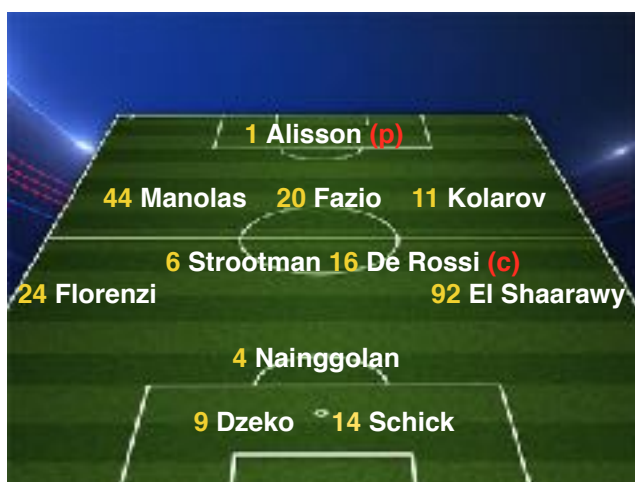 1 Alisson (p)
44 Manolas 20 Fazio 11 Kolarov
6 Strootman 16 De Rossi (c)
24 Florenzi 92 El Shaarawy
4 Nainggolan
9 Dzeko 14 Schick